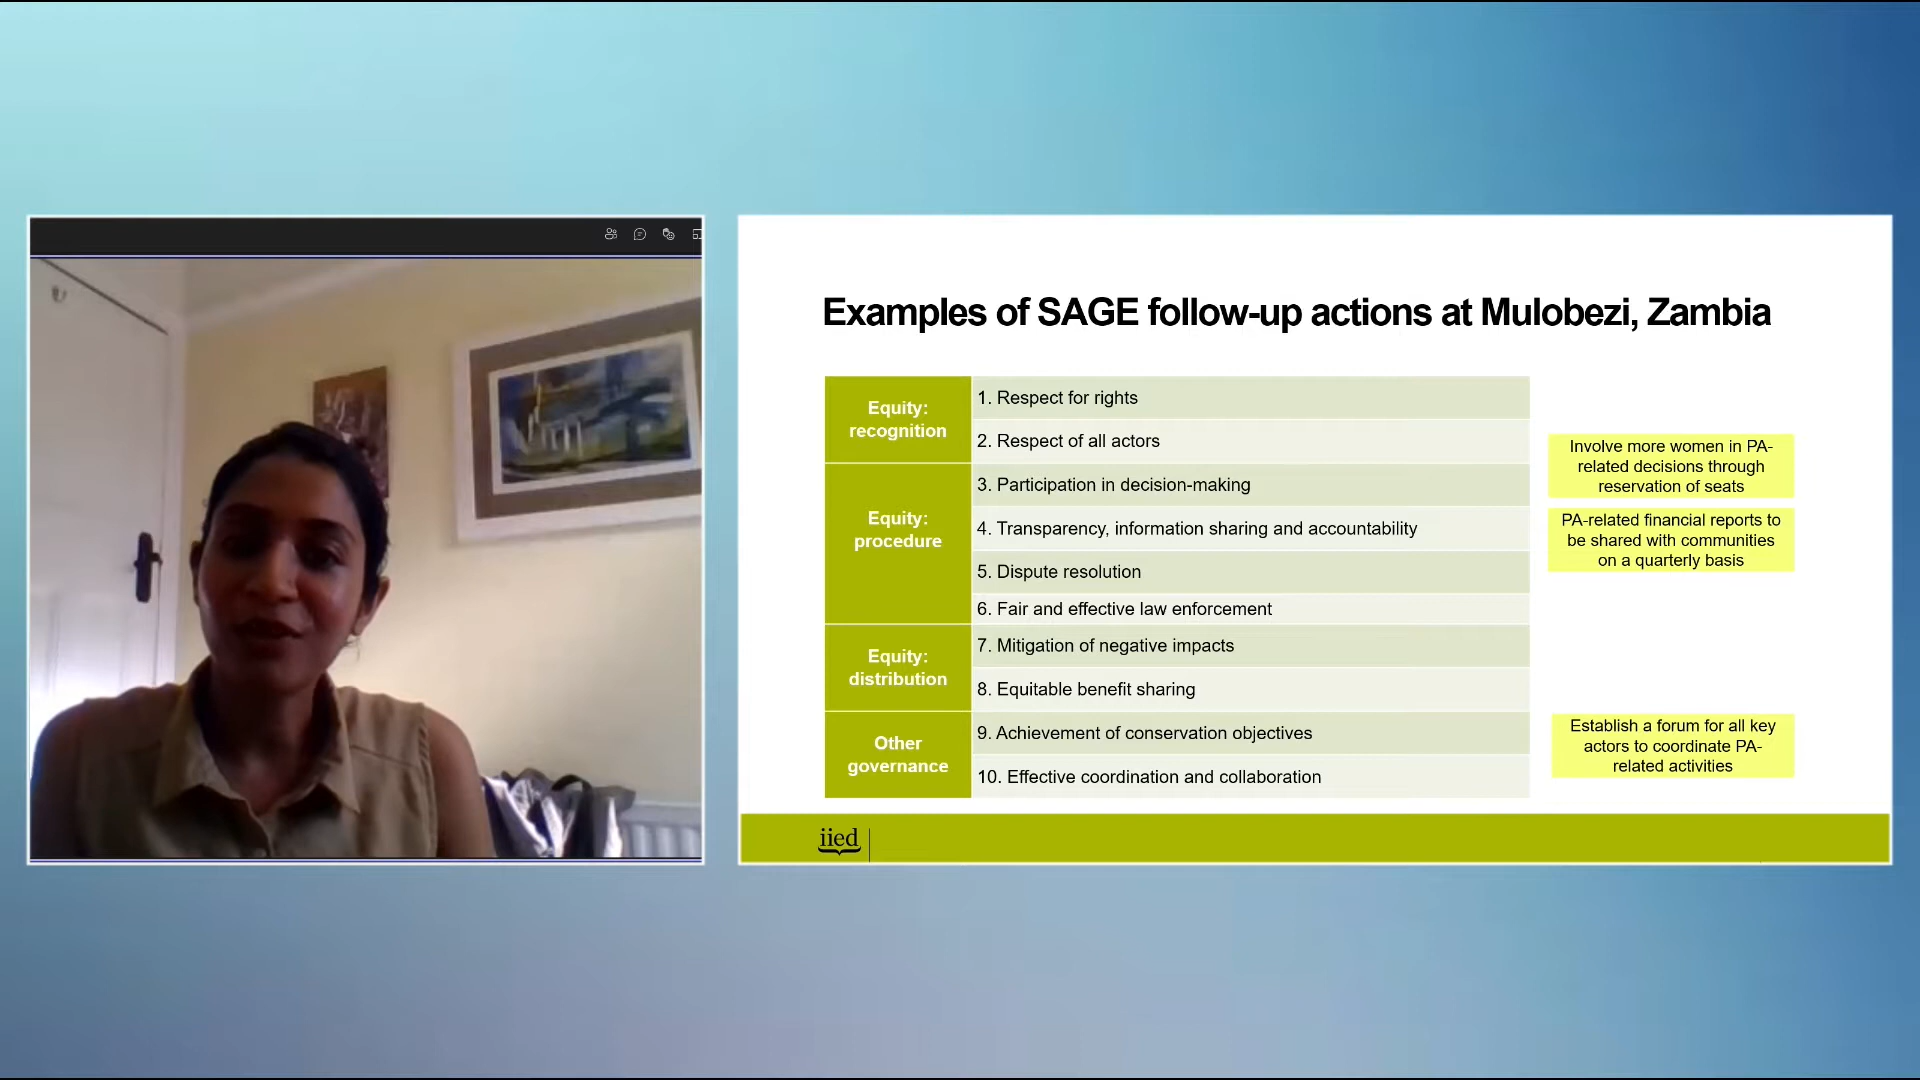 Examples of SAGE follow-up actions at Mulobezi, Zambia
Equity:
recognition
1. Respect for rights
2. Respect of all actors
Equity:
procedure
3. Participation in decision-making
4. Transparency, information sharing and accountability
5. Dispute resolution
6. Fair and effective law enforcement
Equity:
distribution
7. Mitigation of negative impacts
8. Equitable benefit sharing
Other
governance
9. Achievement of conservation objectives
10. Effective coordination and collaboration
Involve more women in PA-
related decisions through
reservation of seats
PA-related financial reports to
be shared with communities
on a quarterly basis
Establish a forum for all key
actors to coordinate PA-
related activities
iied